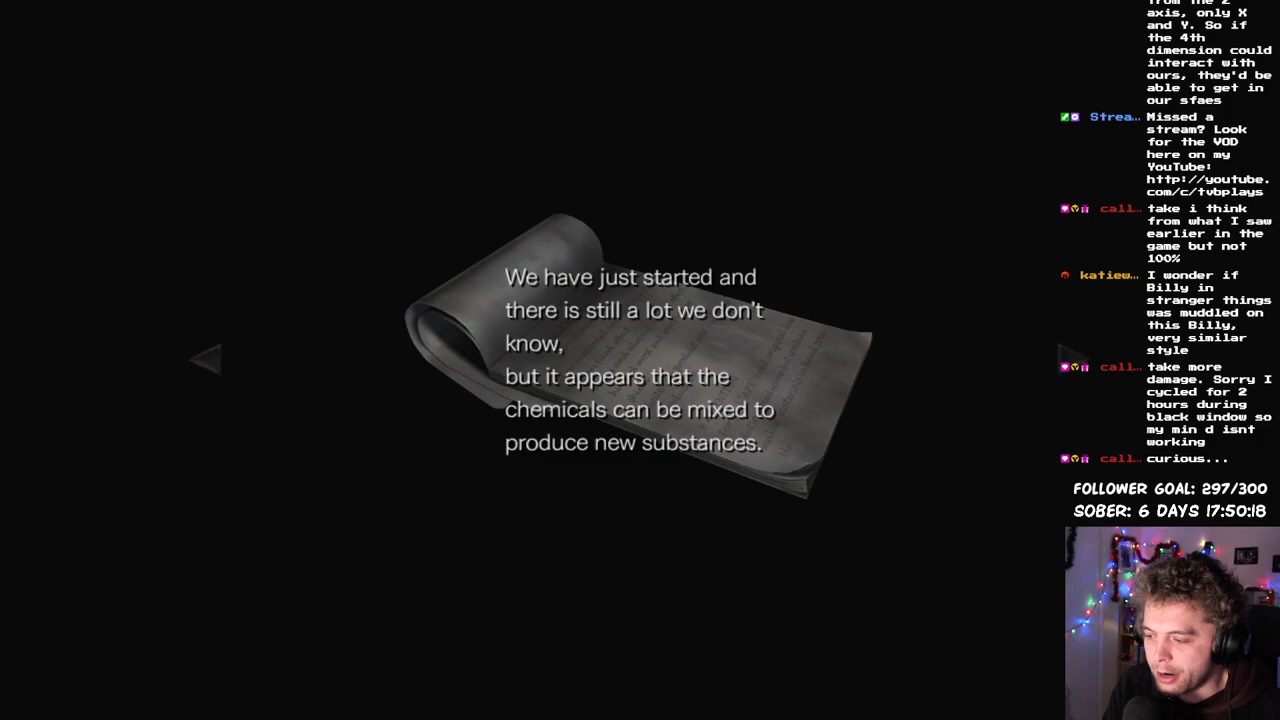 We have just started and
there is still a lot we don't
know,
but it appears that the
chemicals can be mixed to
produce new substances.
axis, only X
and Y. So if
the 4th
dimension could
interact with
ours, they'd be
able to get in
our sfaes
Strea… Missed a
stream? Look
for the VOD
here on my
YouTube:
http://youtube.
com/c/tvbplays
call… take i think
from what I saw
earlier in the
game but not
100%
katiew… I wonder if
Billy in
stranger things
was muddled on
this Billy,
very similar
style
call… take more
damage. Sorry I
cycled for 2
hours during
black window so
my min d isnt
working
call… curious...
FOLLOWER GOAL: 297/300
SOBER: 6 DAYS 17:50:18